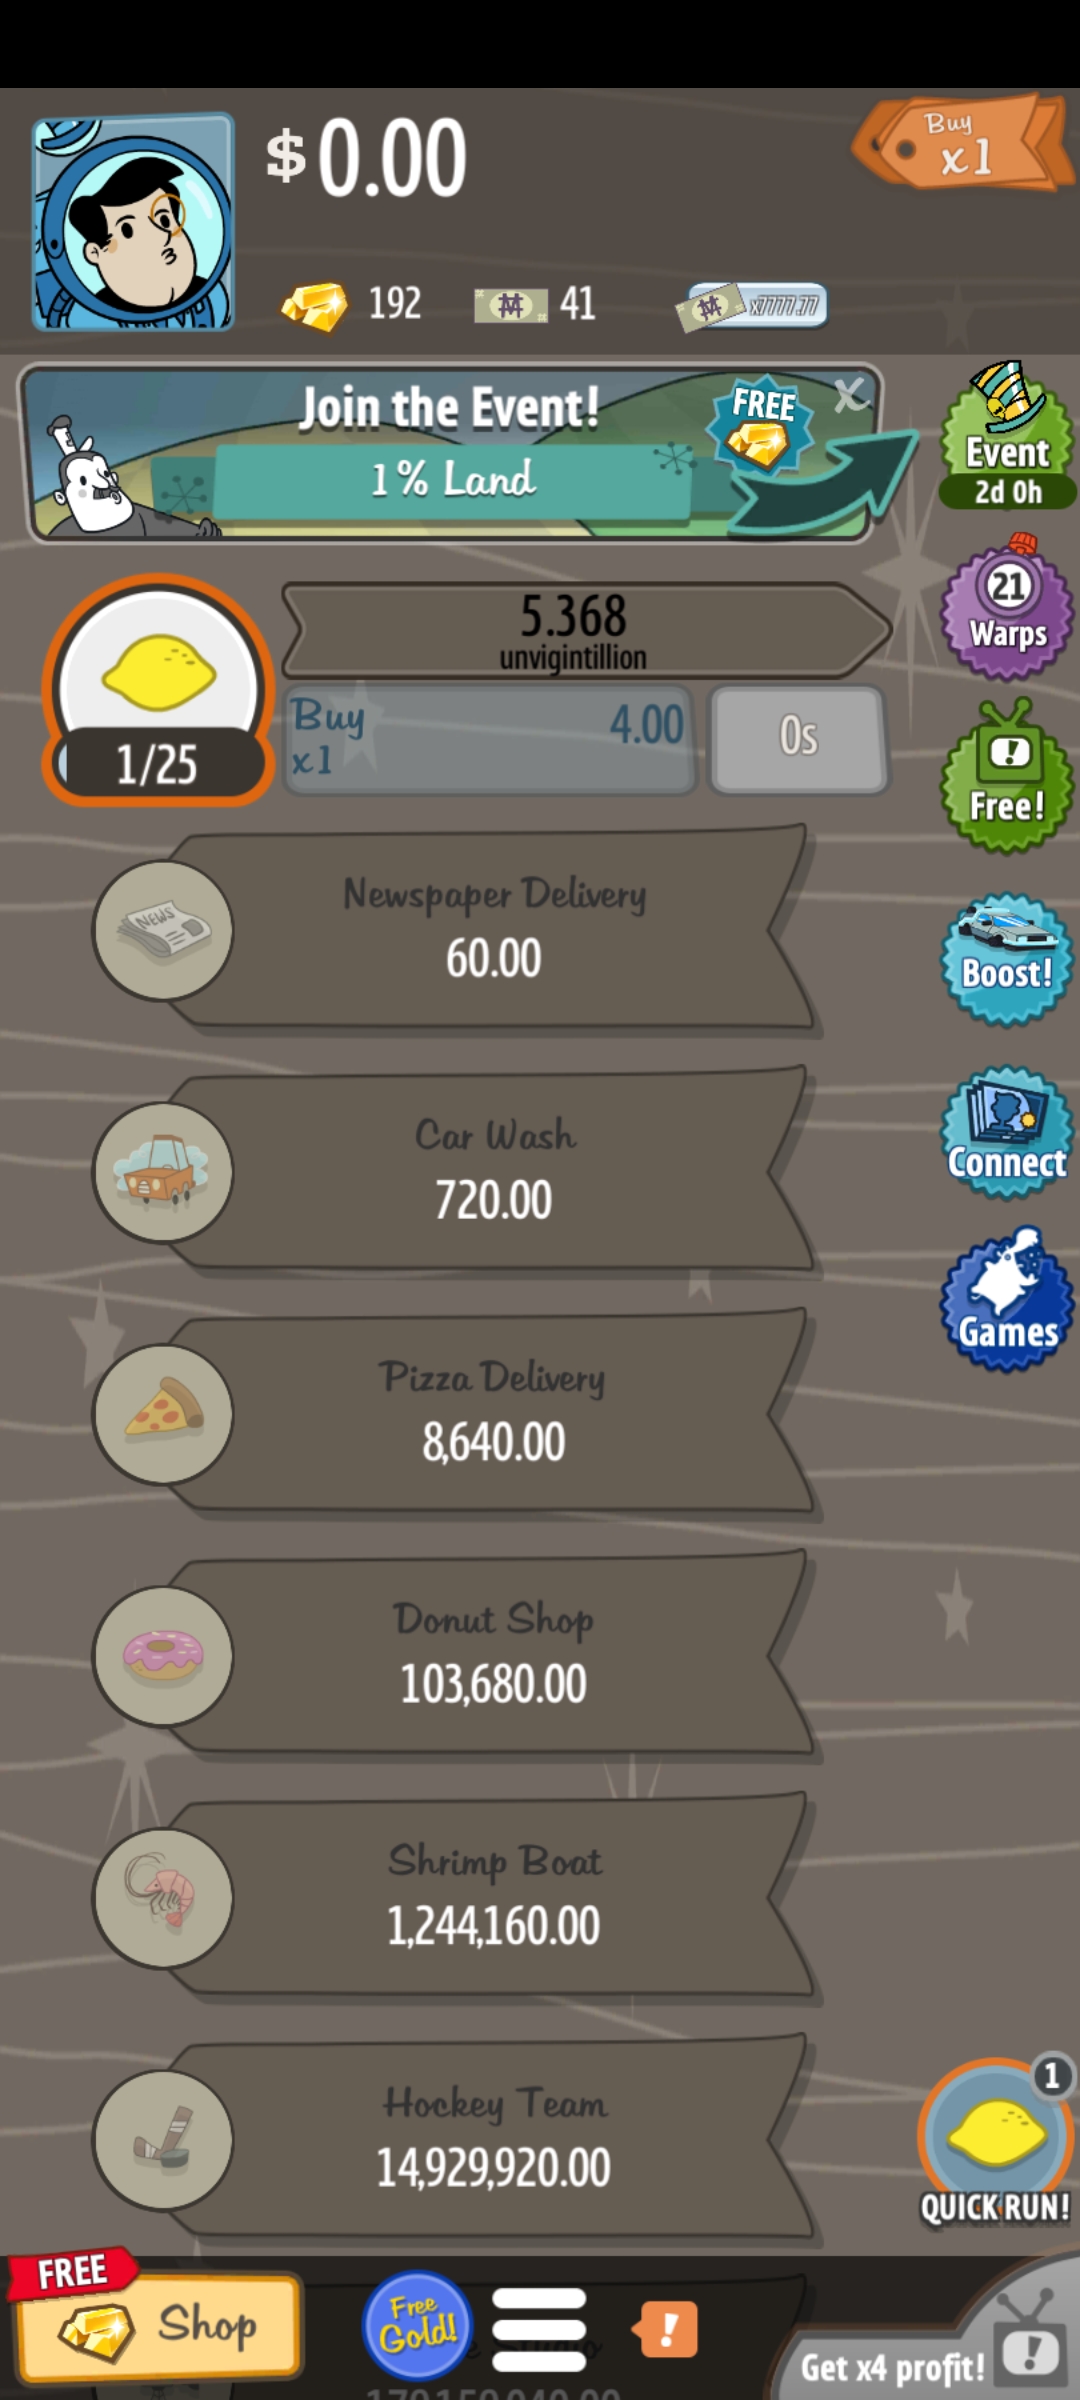 $0.00
Buy
x1
192
41
x7777.77
Join the Event!
FREE
X
1% Land
Event
2d 0h
21
Warps
5.368
unvigintillion
Buy
x1
4.00
0s
1/25
Free!
Newspaper Delivery
60.00
NEWS
Boost!
Car Wash
720.00
Connect
Games
Pizza Delivery
8,640.00
Donut Shop
103,680.00
Shrimp Boat
1,244,160.00
Hockey Team
14,929,920.00
1
QUICK RUN!
FREE
Shop
Free
Gold!
!
Get x4 profit!
!